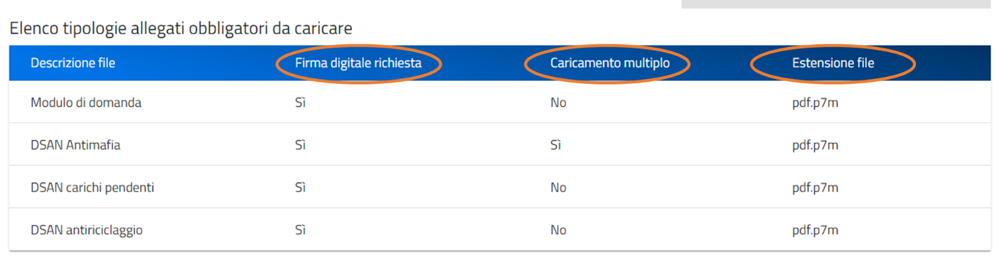 Elenco tipologie allegati obbligatori da caricare
Descrizione file Firma digitale richiesta Caricamento multiplo Estensione file
Modulo di domanda Sì No pdf.p7m
DSAN Antimafia Sì Sì pdf.p7m
DSAN carichi pendenti Sì No pdf.p7m
DSAN antiriciclaggio Sì No pdf.p7m